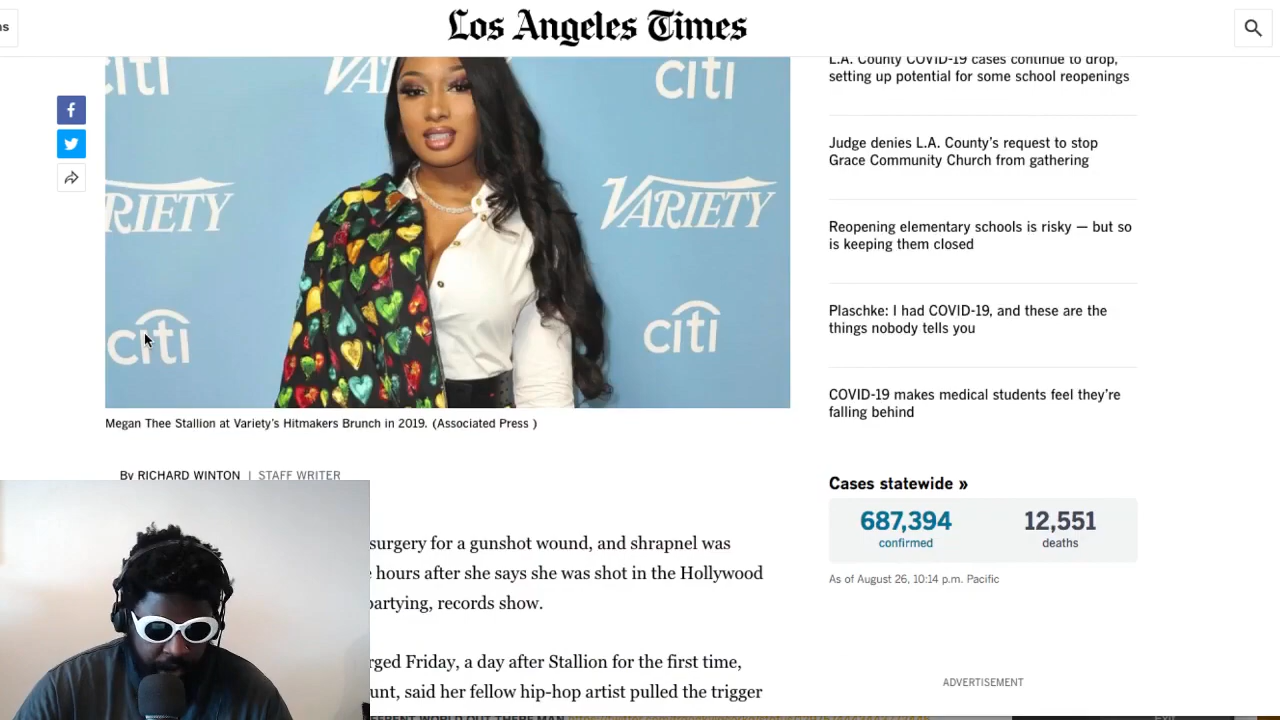 ns
Los Angeles Times
citi
VARIETY
citi
VARIETY
citi
citi
Megan Thee Stallion at Variety’s Hitmakers Brunch in 2019. (Associated Press )
By RICHARD WINTON | STAFF WRITER
surgery for a gunshot wound, and shrapnel was
hours after she says she was shot in the Hollywood
partying, records show.
Friday, a day after Stallion for the first time,
said her fellow hip-hop artist pulled the trigger
L.A. County COVID-19 cases continue to drop,
setting up potential for some school reopenings
Judge denies L.A. County’s request to stop
Grace Community Church from gathering
Reopening elementary schools is risky — but so
is keeping them closed
Plaschke: I had COVID-19, and these are the
things nobody tells you
COVID-19 makes medical students feel they’re
falling behind
Cases statewide »
687,394
confirmed
12,551
deaths
As of August 26, 10:14 p.m. Pacific
ADVERTISEMENT